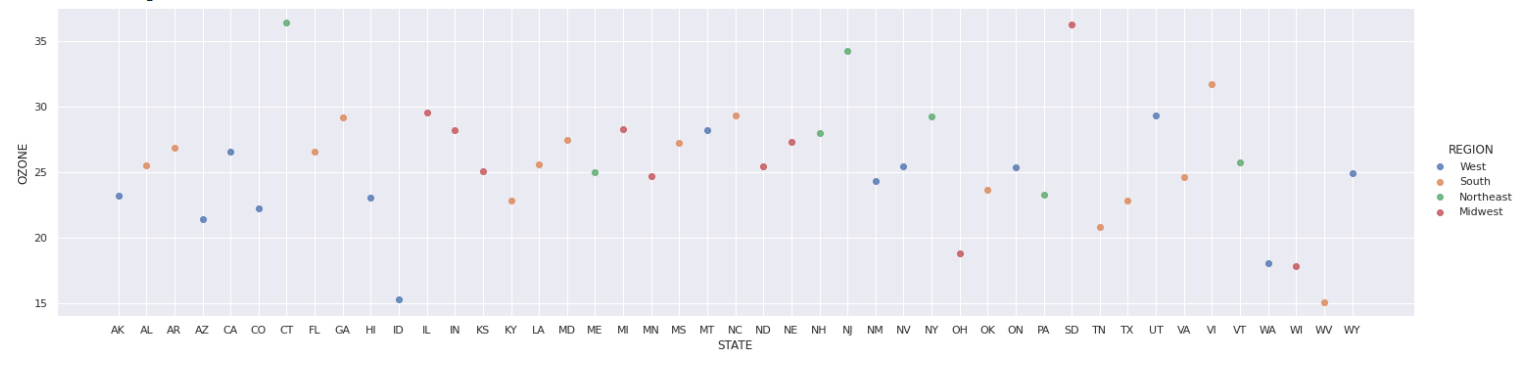 35
30
25
20
15
OZONE
AK AL AR AZ CA CO CT FL GA HI ID IL IN KS KY LA MD ME MI MN MS MT NC ND NE NH NJ NM NV NY OH OK ON PA SD TN TX UT VA VI VT WA WI WV WY
STATE
REGION
West
South
Northeast
Midwest